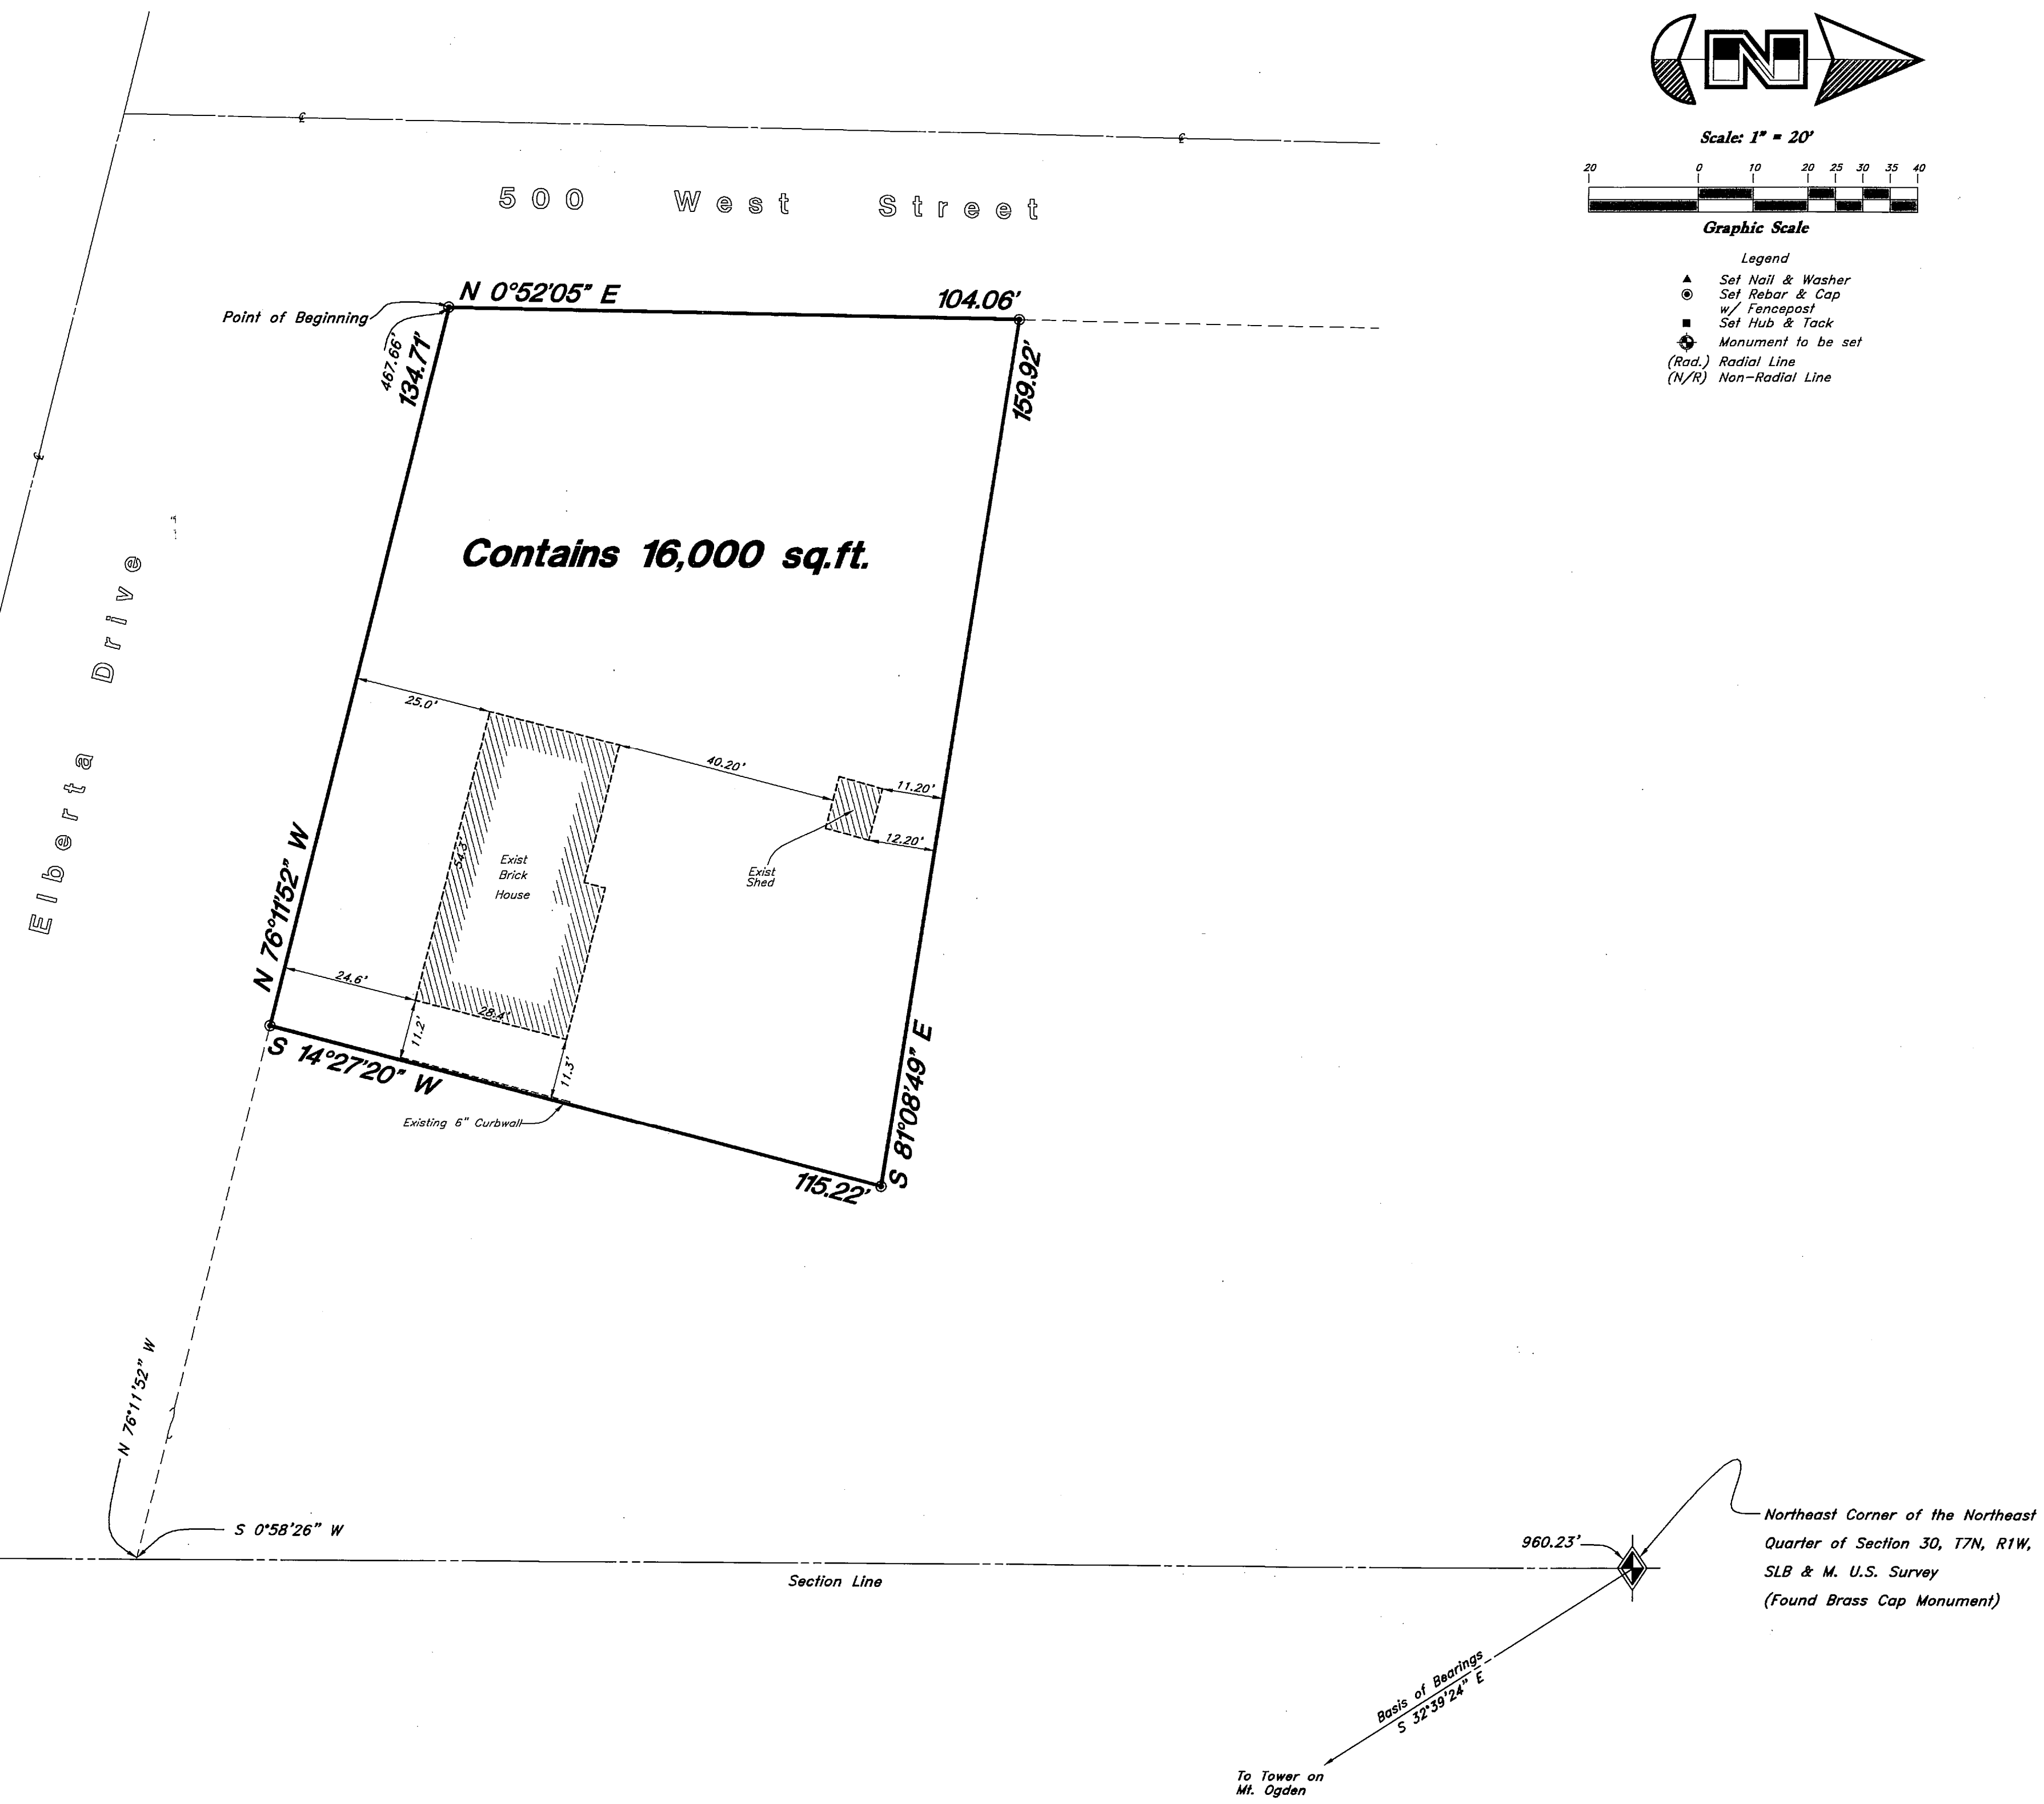 N
Scale: 1" = 20'
20 0 10 20 25 30 35 40
Graphic Scale
Legend
Set Nail & Washer
Set Rebar & Cap
w/ Fencepost
Set Hub & Tack
Monument to be set
(Rad.) Radial Line
(N/R) Non-Radial Line
℄
℄
500 West Street
Point of Beginning
N 0°52'05" E
104.06'
467.66'
134.71'
159.92'
℄
Contains 16,000 sq.ft.
Elberta Drive
25.0'
40.20'
11.20'
12.20'
Exist
Shed
54.3'
Exist
Brick
House
N 76°11'52" W
24.6'
28.4'
11.2'
11.3'
S 14°27'20" W
Existing 6" Curbwall
115.22'
S 81°08'49" E
N 76°11'52" W
S 0°58'26" W
Section Line
960.23'
Northeast Corner of the Northeast
Quarter of Section 30, T7N, R1W,
SLB & M. U.S. Survey
(Found Brass Cap Monument)
Basis of Bearings
S 32°39'24" E
To Tower on
Mt. Ogden